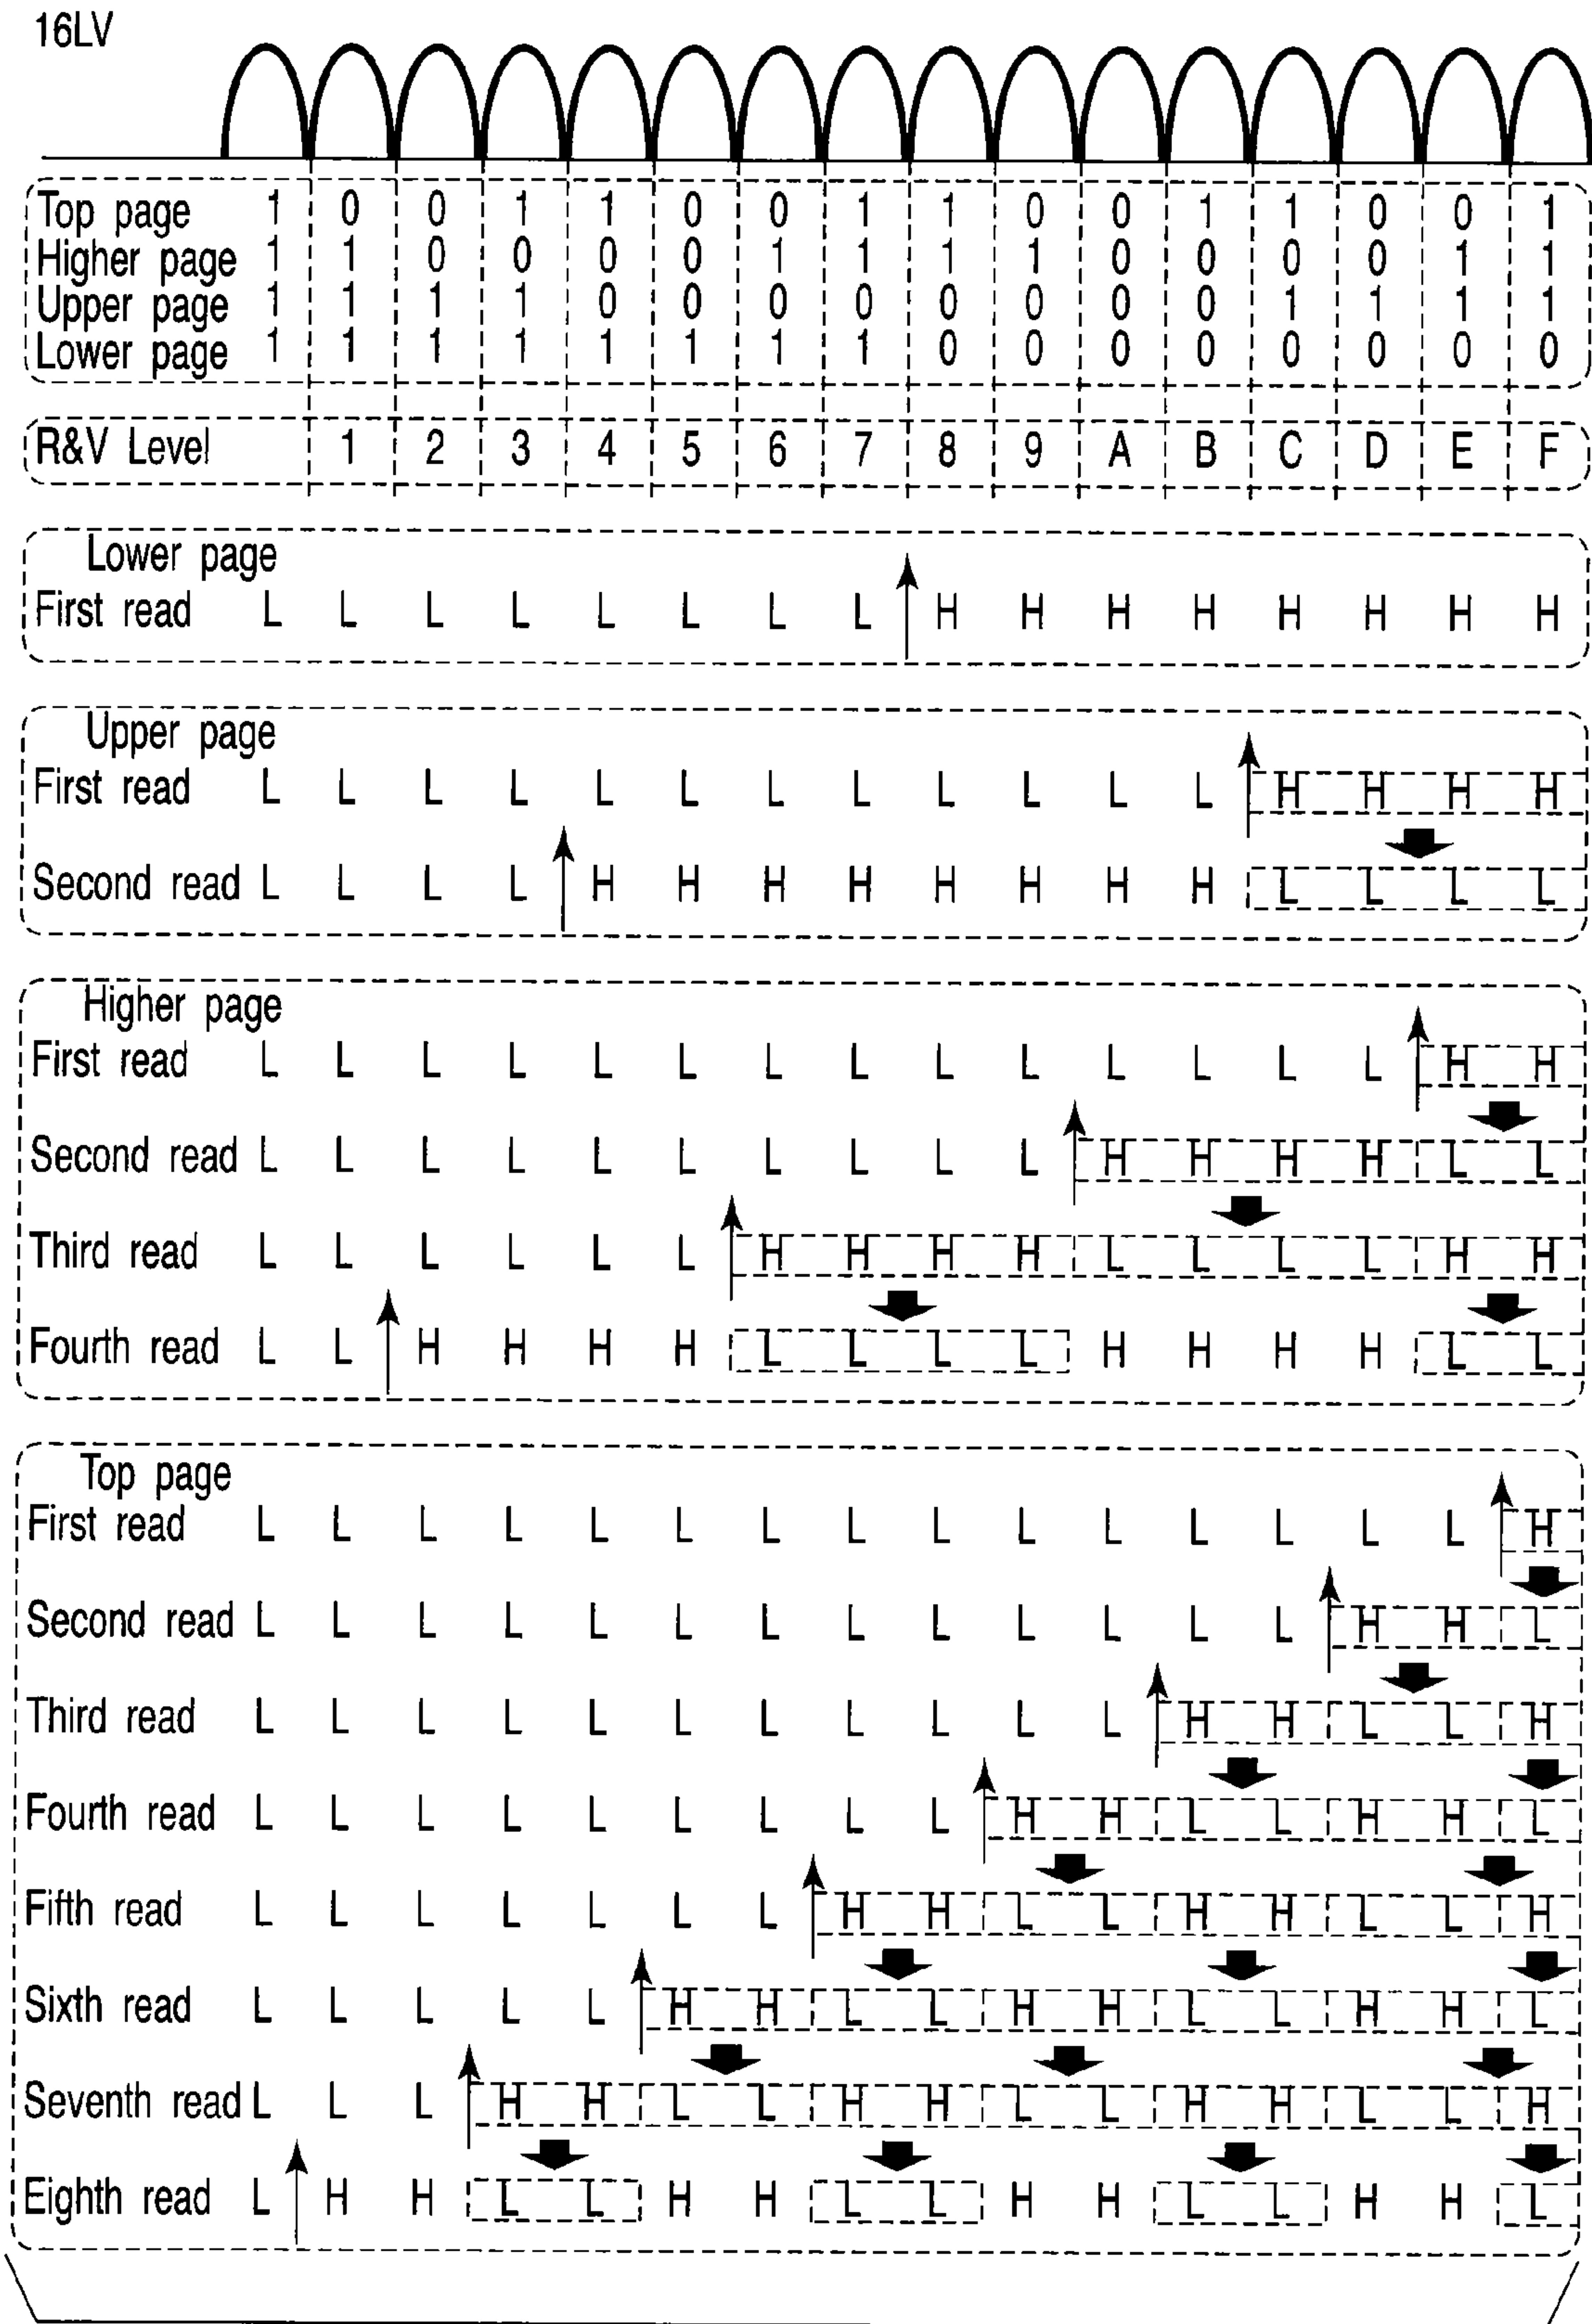 16LV
Top page 1 0 0 1 1 0 0 1 1 0 0 1 1 0 0 1
Higher page 1 1 0 0 0 0 1 1 1 1 0 0 0 0 1 1
Upper page 1 1 1 1 0 0 0 0 0 0 0 0 1 1 1 1
Lower page 1 1 1 1 1 1 1 1 0 0 0 0 0 0 0 0
R&V Level 1 2 3 4 5 6 7 8 9 A B C D E F
Lower page
First read L L L L L L L L H H H H H H H H
Upper page
First read L L L L L L L L L L L L H H H H
Second read L L L L H H H H H H H H L L L L
Higher page
First read L L L L L L L L L L L L L L H H
Second read L L L L L L L L L L H H H H L L
Third read L L L L L L H H H H L L L L H H
Fourth read L L H H H H L L L L H H H H L L
Top page
First read L L L L L L L L L L L L L L L H
Second read L L L L L L L L L L L L L H H L
Third read L L L L L L L L L L L H H L L H
Fourth read L L L L L L L L L H H L L H H L
Fifth read L L L L L L L H H L L H H L L H
Sixth read L L L L L H H L L H H L L H H L
Seventh read L L L H H L L H H L L H H L L H
Eighth read L H H L L H H L L H H L L H H L